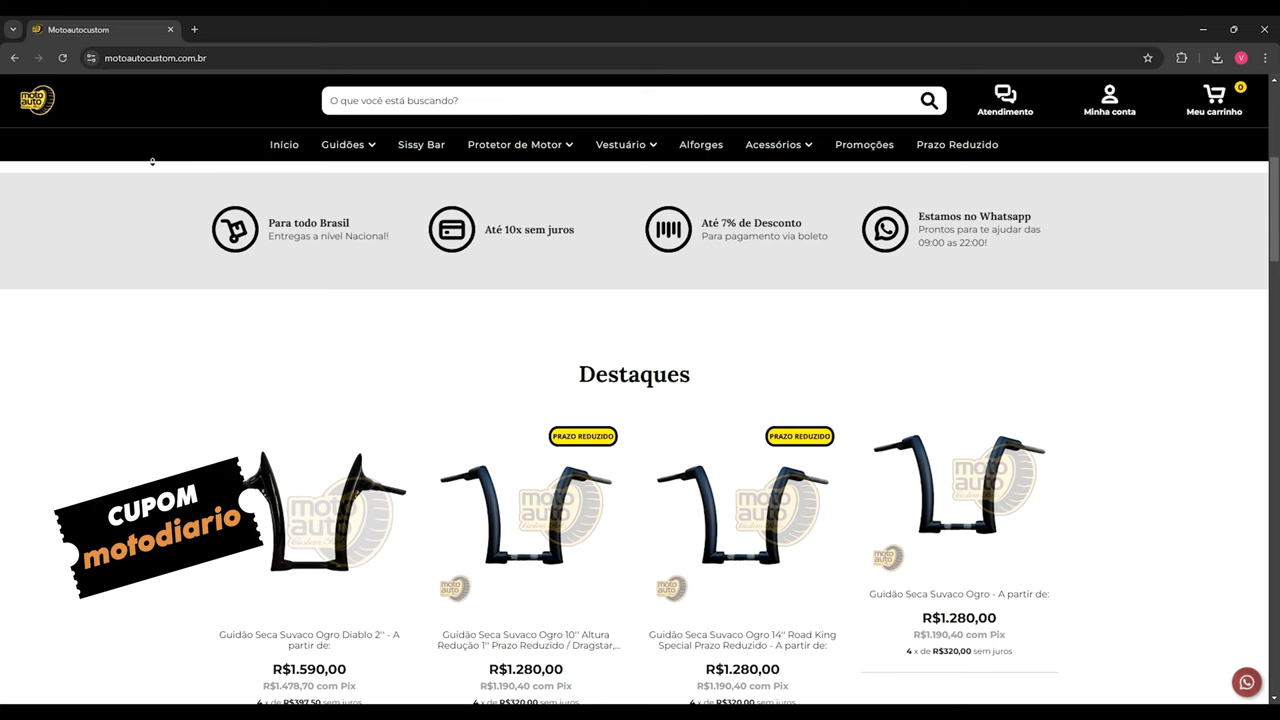 Motoautocustom
motoautocustom.com.br
V
moto
auto
O que você está buscando?
Atendimento
Minha conta
0
Meu carrinho
Início
Guidões
Sissy Bar
Protetor de Motor
Vestuário
Alforges
Acessórios
Promoções
Prazo Reduzido
Para todo Brasil
Entregas a nível Nacional!
Até 10x sem juros
Até 7% de Desconto
Para pagamento via boleto
Estamos no Whatsapp
Prontos para te ajudar das
09:00 as 22:00!
Destaques
CUPOM
motodiario
PRAZO REDUZIDO
PRAZO REDUZIDO
moto
auto
moto
auto
moto
auto
moto
auto
Guidão Seca Suvaco Ogro Diablo 2'' - A
partir de:
R$1.590,00
R$1.478,70 com Pix
4 x de R$397,50 sem juros
Guidão Seca Suvaco Ogro 10'' Altura
Redução 1'' Prazo Reduzido / Dragstar,...
R$1.280,00
R$1.190,40 com Pix
4 x de R$320,00 sem juros
Guidão Seca Suvaco Ogro 14'' Road King
Special Prazo Reduzido - A partir de:
R$1.280,00
R$1.190,40 com Pix
4 x de R$320,00 sem juros
Guidão Seca Suvaco Ogro - A partir de:
R$1.280,00
R$1.190,40 com Pix
4 x de R$320,00 sem juros